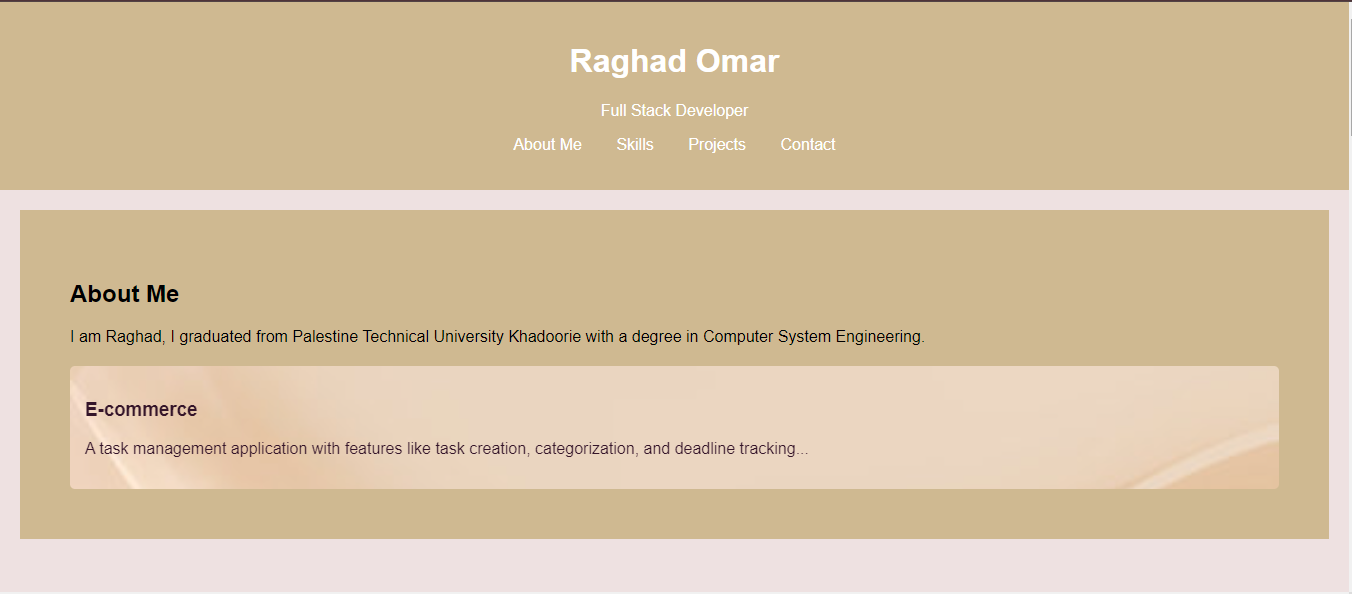 Raghad Omar
Full Stack Developer
About Me Skills Projects Contact
About Me
I am Raghad, I graduated from Palestine Technical University Khadoorie with a degree in Computer System Engineering.
E-commerce
A task management application with features like task creation, categorization, and deadline tracking...